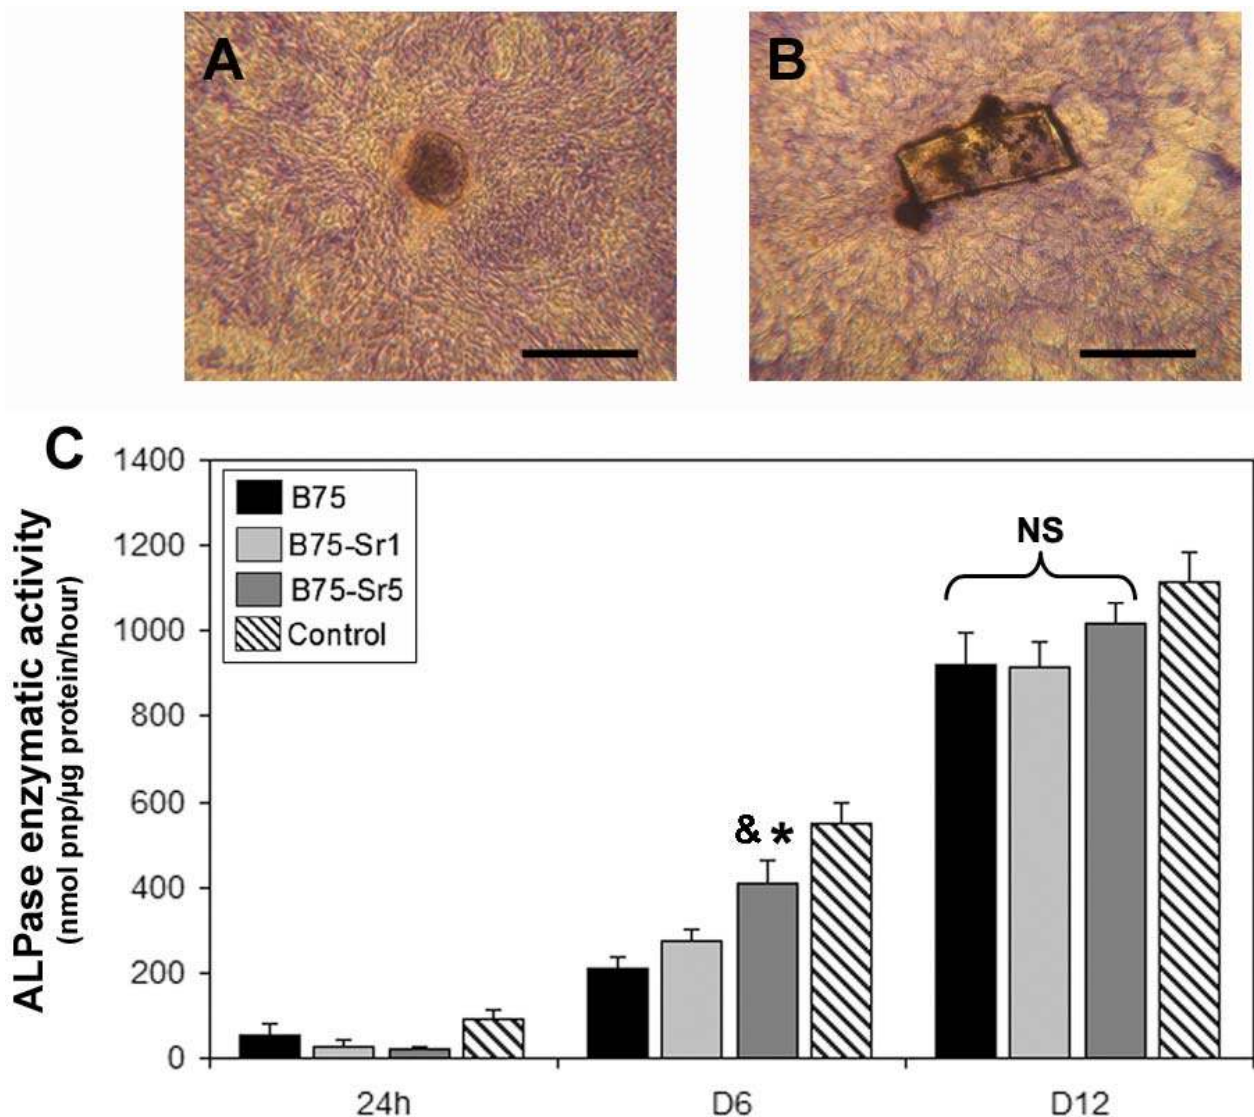 A
B
C
ALPase enzymatic activity
(nmol pnp/µg protein/hour)
1400
1200
1000
800
600
400
200
0
B75
B75-Sr1
B75-Sr5
Control
& *
NS
24h
D6
D12